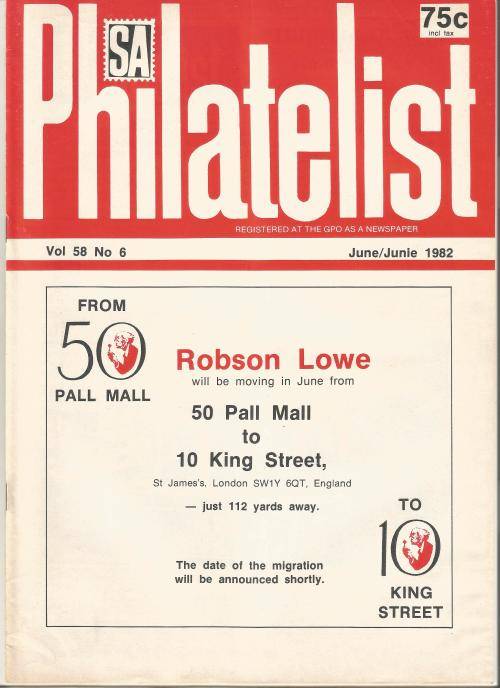 75c
incl tax
SA
Philatelist
REGISTERED AT THE GPO AS A NEWSPAPER
Vol 58 No 6
June/Junie 1982
FROM
50
PALL MALL
Robson Lowe
will be moving in June from
50 Pall Mall
to
10 King Street,
St James's, London SW1Y 6QT, England
— just 112 yards away.
TO
10
KING
STREET
The date of the migration
will be announced shortly.